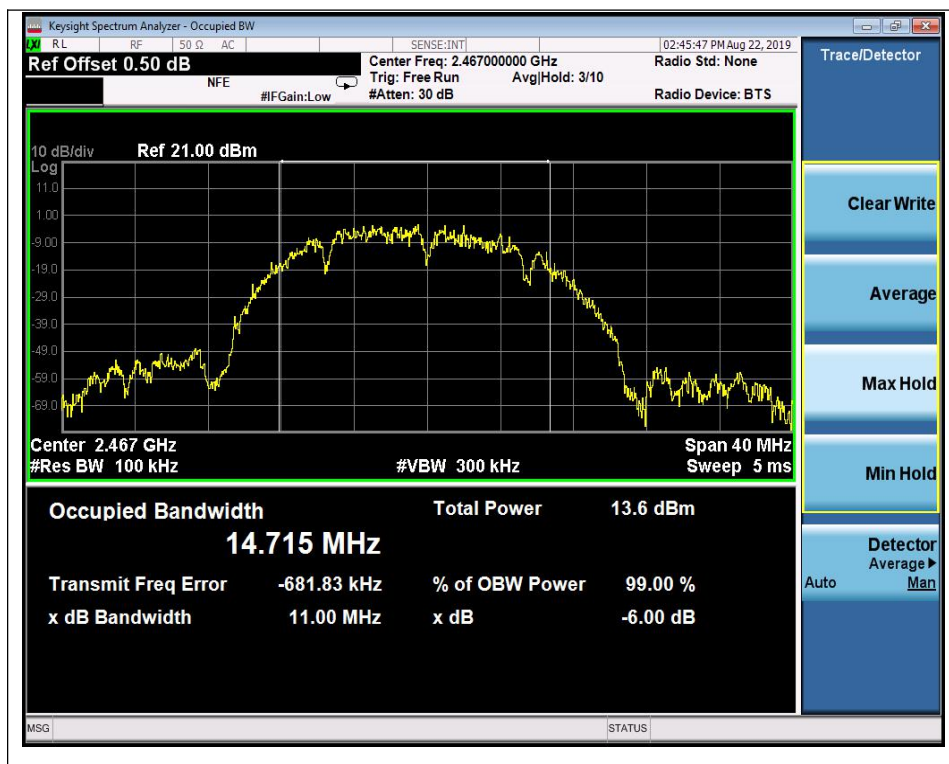 Keysight Spectrum Analyzer - Occupied BW
LXI RL RF 50 Ω AC SENSE:INT 02:45:47 PM Aug 22, 2019
Ref Offset 0.50 dB Center Freq: 2.467000000 GHz Radio Std: None
NFE Trig: Free Run Avg|Hold: 3/10
#IFGain:Low #Atten: 30 dB Radio Device: BTS
10 dB/div Ref 21.00 dBm
Log
11.0
1.00
-9.00
-19.0
-29.0
-39.0
-49.0
-59.0
-69.0
Center 2.467 GHz Span 40 MHz
#Res BW 100 kHz #VBW 300 kHz Sweep 5 ms
Occupied Bandwidth Total Power 13.6 dBm
14.715 MHz
Transmit Freq Error -681.83 kHz % of OBW Power 99.00 %
x dB Bandwidth 11.00 MHz x dB -6.00 dB
MSG STATUS
Trace/Detector
Clear Write
Average
Max Hold
Min Hold
Detector
Average
Auto Man